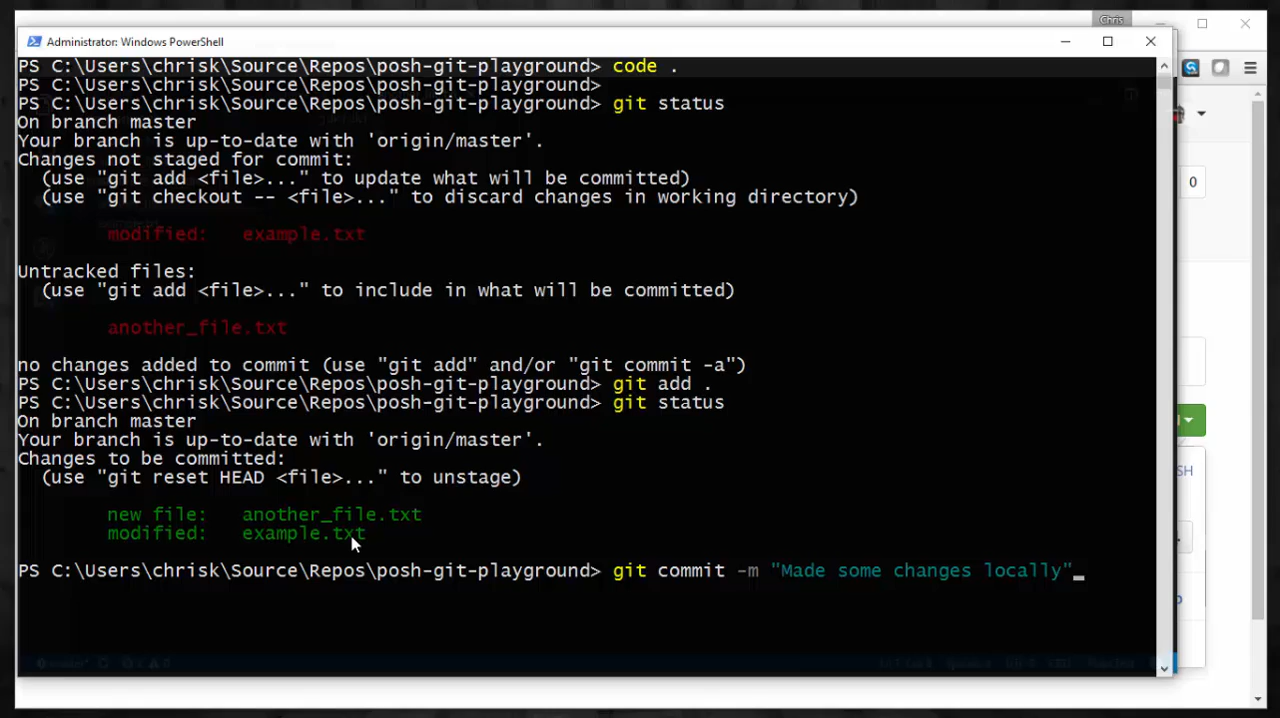 Chris
Administrator: Windows PowerShell
PS C:\Users\chrisk\Source\Repos\posh-git-playground> code .
PS C:\Users\chrisk\Source\Repos\posh-git-playground>
PS C:\Users\chrisk\Source\Repos\posh-git-playground> git status
On branch master
Your branch is up-to-date with 'origin/master'.
Changes not staged for commit:
(use "git add <file>..." to update what will be committed)
(use "git checkout -- <file>..." to discard changes in working directory)
modified: example.txt
Untracked files:
(use "git add <file>..." to include in what will be committed)
another_file.txt
no changes added to commit (use "git add" and/or "git commit -a")
PS C:\Users\chrisk\Source\Repos\posh-git-playground> git add .
PS C:\Users\chrisk\Source\Repos\posh-git-playground> git status
On branch master
Your branch is up-to-date with 'origin/master'.
Changes to be committed:
(use "git reset HEAD <file>..." to unstage)
new file: another_file.txt
modified: example.txt
PS C:\Users\chrisk\Source\Repos\posh-git-playground> git commit -m "Made some changes locally"
0